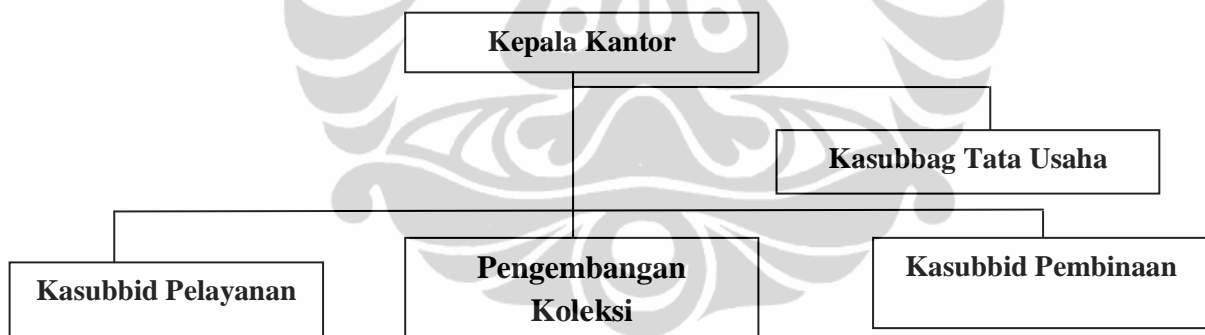 Kepala Kantor
Kasubbag Tata Usaha
Kasubbid Pelayanan
Pengembangan
Koleksi
Kasubbid Pembinaan